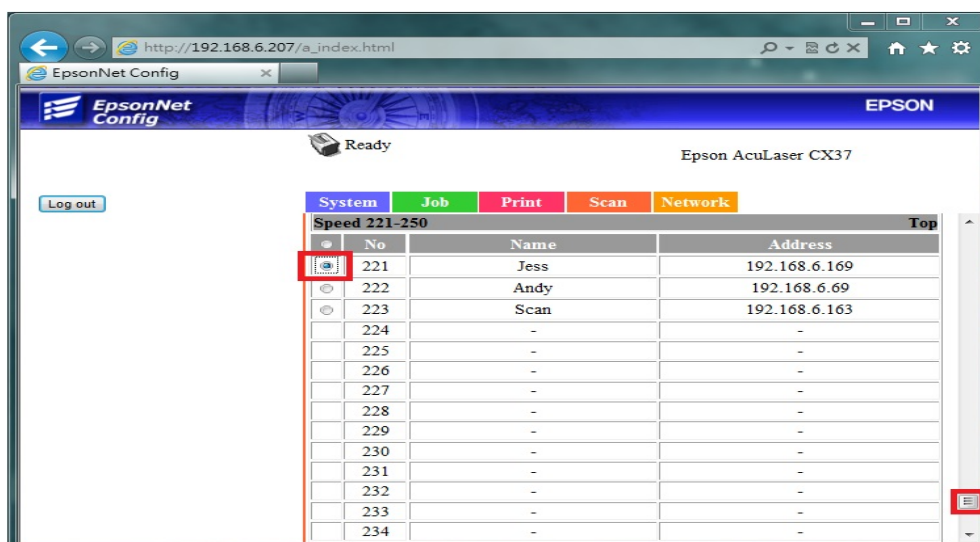 http://192.168.6.207/a_index.html
EpsonNet Config
EpsonNet
Config
EPSON
Ready
Epson AcuLaser CX37
Log out
System Job Print Scan Network
Speed 221-250 Top
No Name Address
221 Jess 192.168.6.169
222 Andy 192.168.6.69
223 Scan 192.168.6.163
224 - -
225 - -
226 - -
227 - -
228 - -
229 - -
230 - -
231 - -
232 - -
233 - -
234 - -